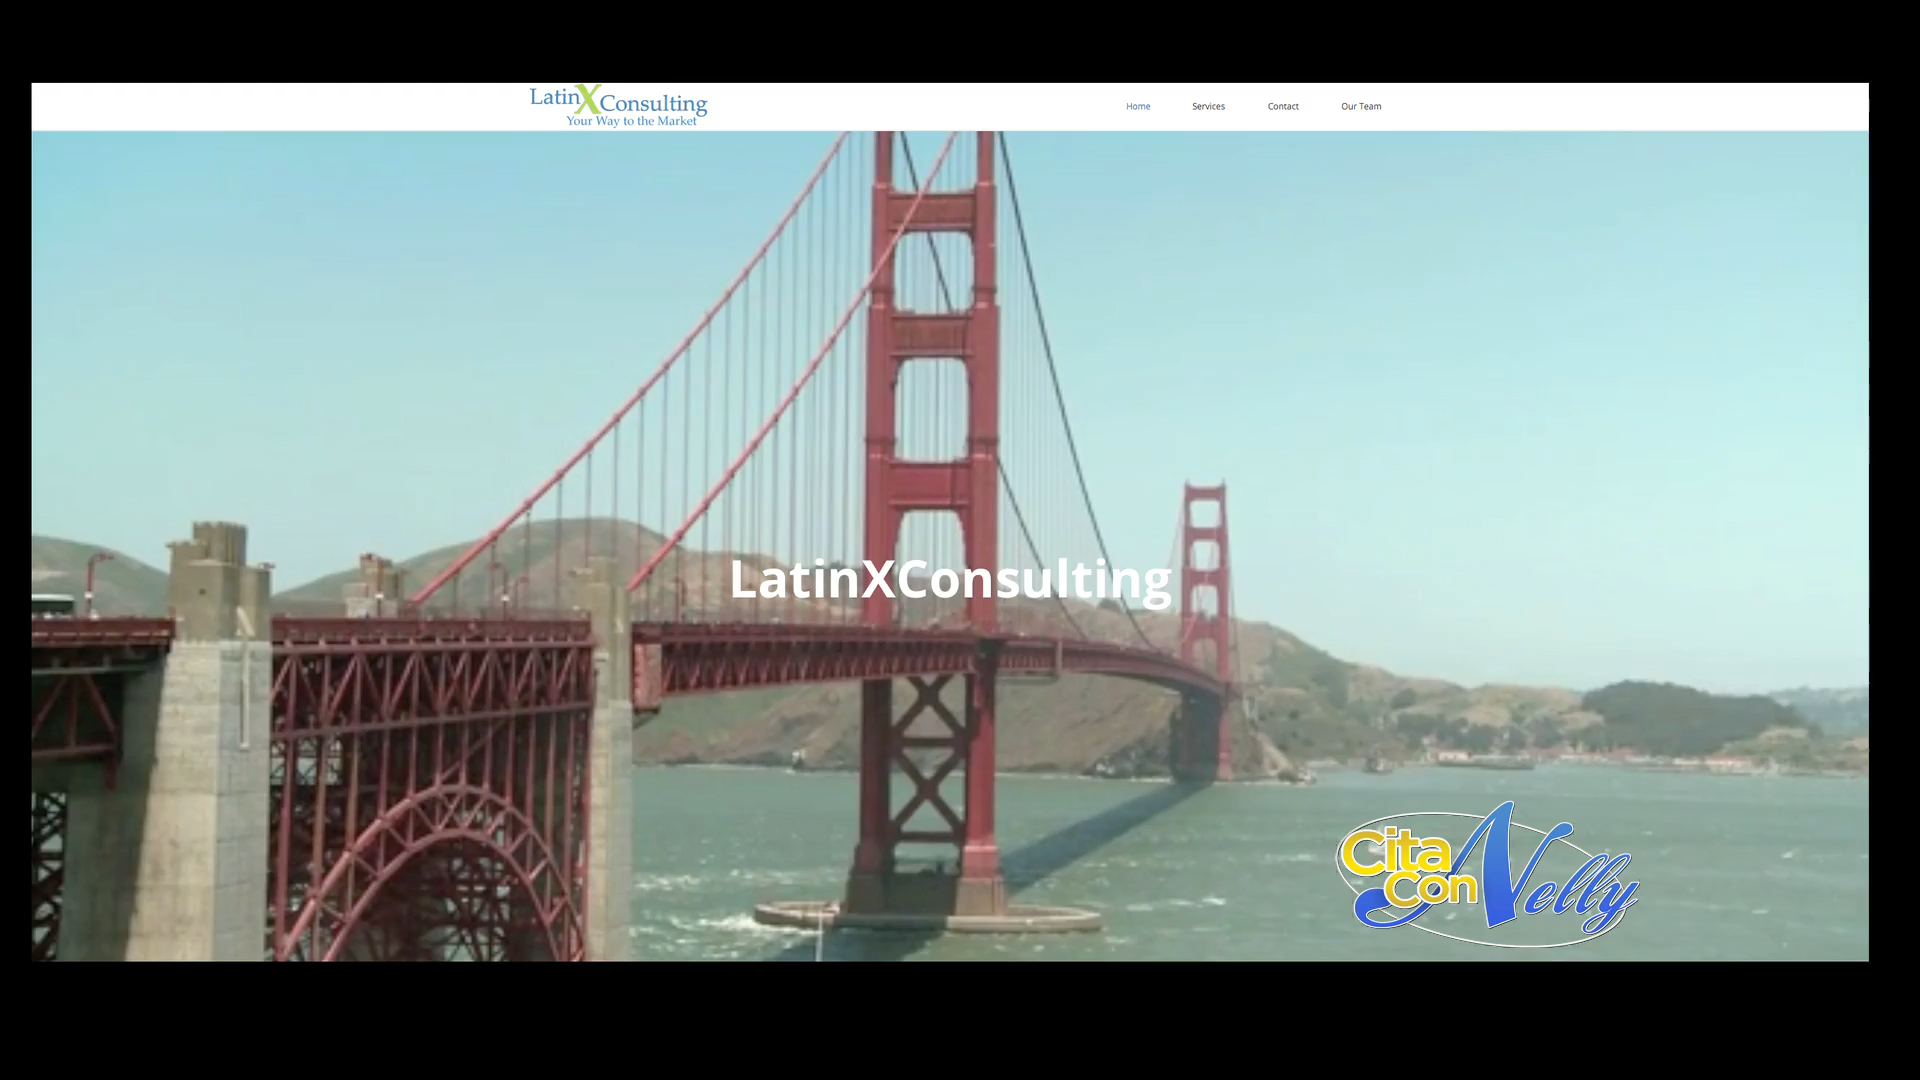 LatinXConsulting
Your Way to the Market
Home Services Contact Our Team
LatinXConsulting
Cita
Con Nelly